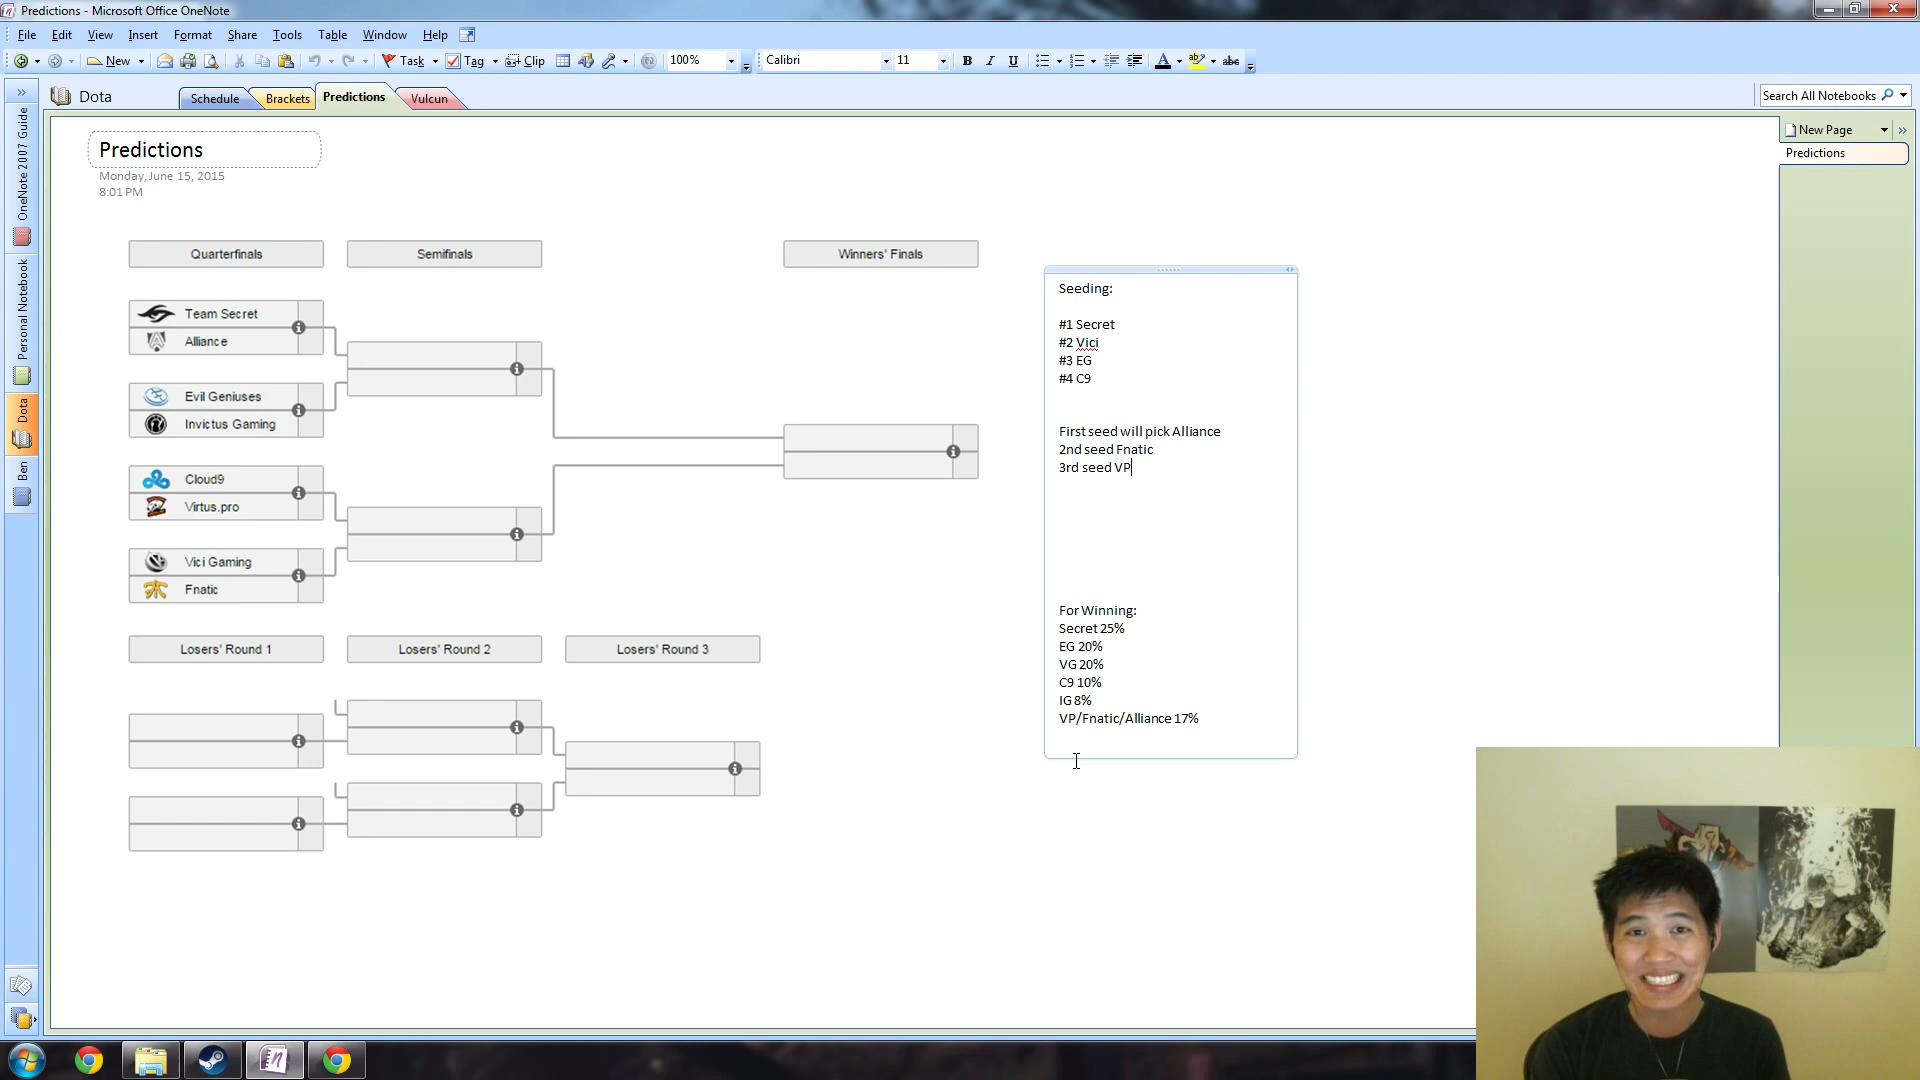 Predictions - Microsoft Office OneNote
File Edit View Insert Format Share Tools Table Window Help
New Task Tag Clip 100% Calibri 11 B I U A ab abc
Dota Schedule Brackets Predictions Vulcun Search All Notebooks
New Page
Predictions
OneNote 2007 Guide
Personal Notebook
Dota
Ben
Predictions
Monday, June 15, 2015
8:01 PM
Quarterfinals Semifinals Winners' Finals
Team Secret
Alliance
Evil Geniuses
Invictus Gaming
Cloud9
Virtus.pro
Vici Gaming
Fnatic
Losers' Round 1 Losers' Round 2 Losers' Round 3
Seeding:
#1 Secret
#2 Vici
#3 EG
#4 C9
First seed will pick Alliance
2nd seed Fnatic
3rd seed VP
For Winning:
Secret 25%
EG 20%
VG 20%
C9 10%
IG 8%
VP/Fnatic/Alliance 17%